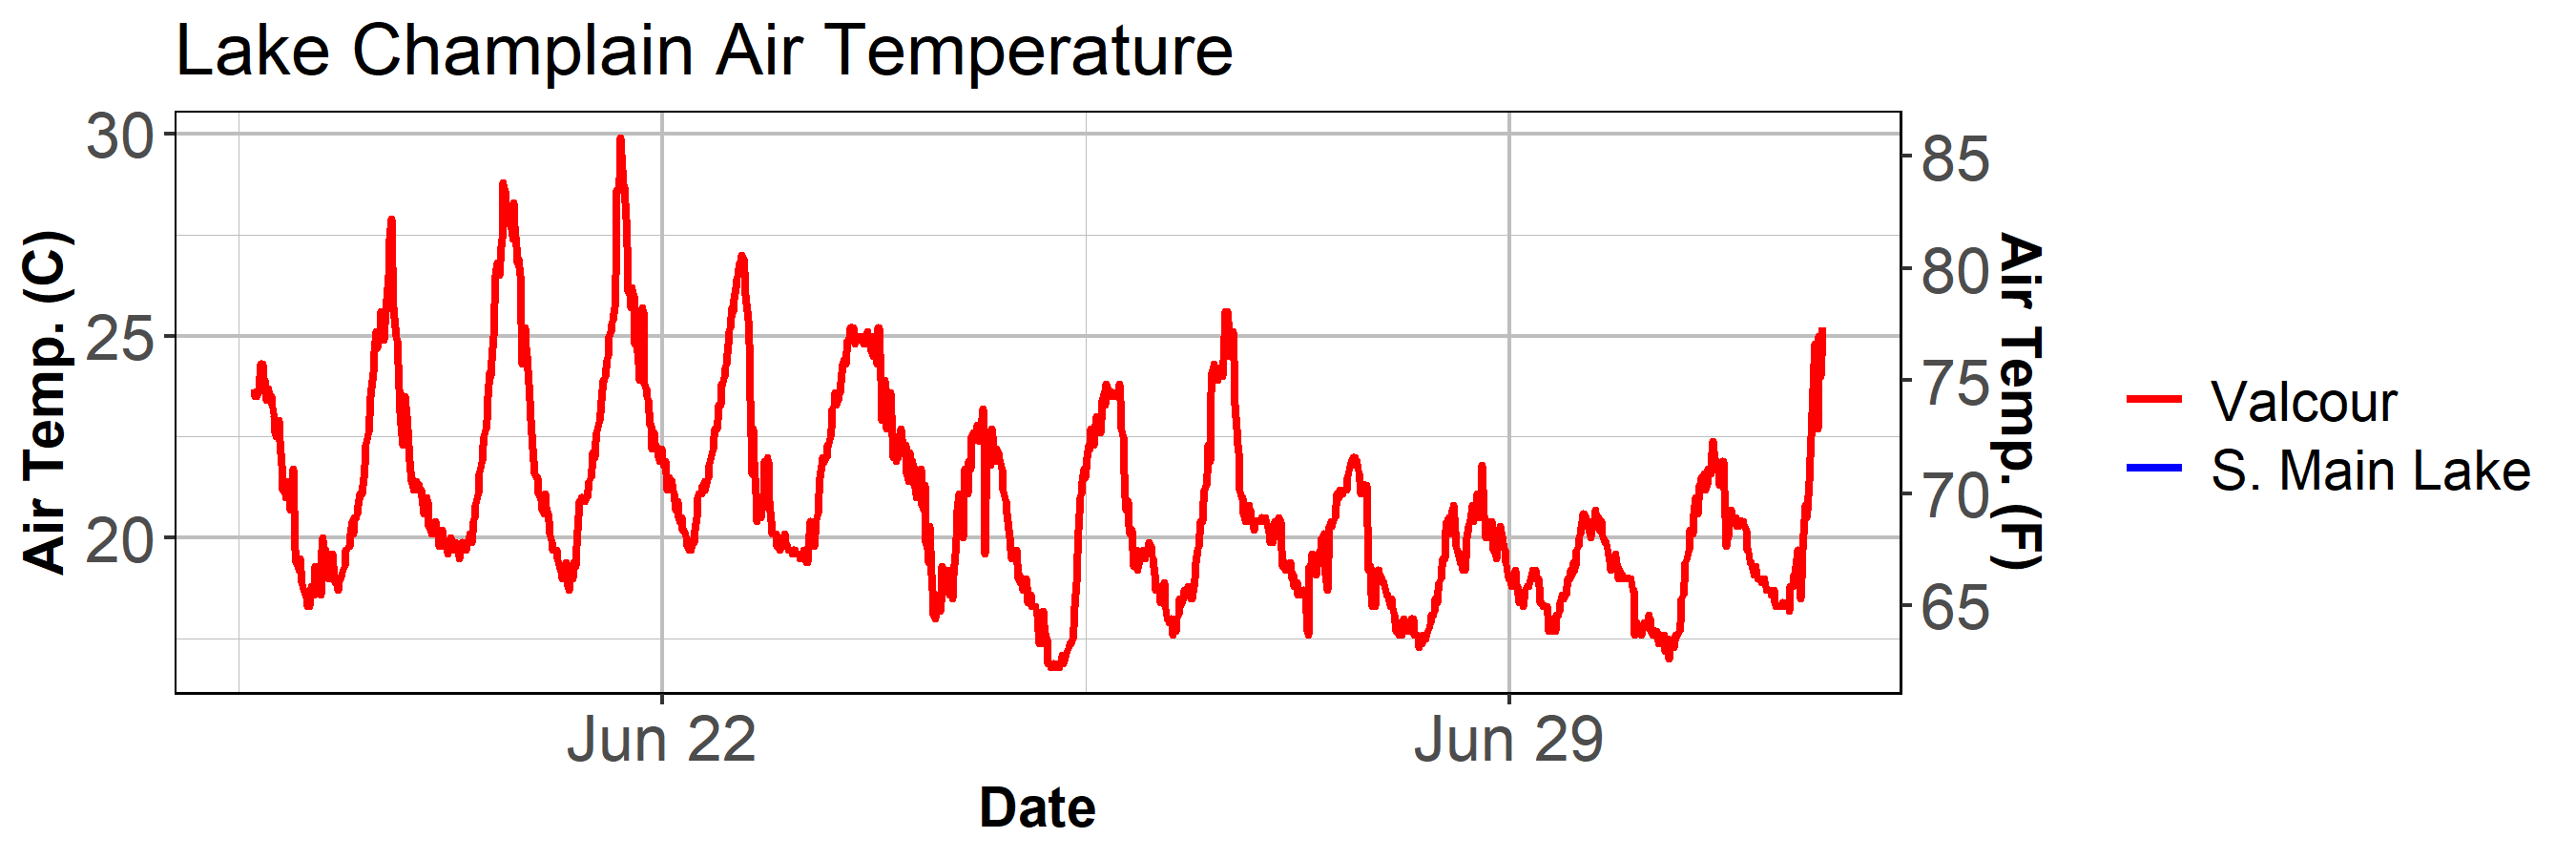 Lake Champlain Air Temperature
30
25
20
Air Temp. (C)
85
80
75
70
65
Air Temp. (F)
Jun 22
Jun 29
Date
Valcour
S. Main Lake